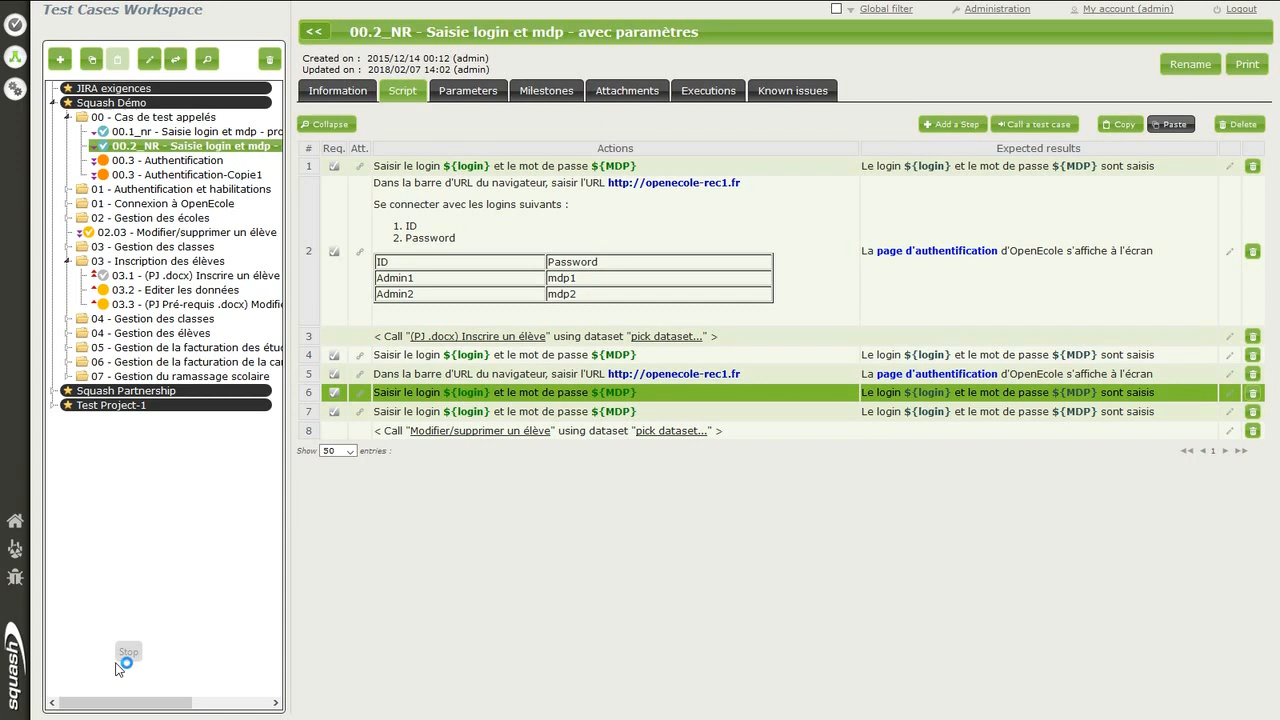 Test Cases Workspace
Global filter
Administration
My account (admin)
Logout
<<
00.2_NR - Saisie login et mdp - avec paramètres
Created on : 2015/12/14 00:12 (admin)
Updated on : 2018/02/07 14:02 (admin)
Rename
Print
Information
Script
Parameters
Milestones
Attachments
Executions
Known issues
Collapse
Add a Step
Call a test case
Copy
Paste
Delete
JIRA exigences
Squash Démo
00 - Cas de test appelés
00.1_nr - Saisie login et mdp - pro
00.2_NR - Saisie login et mdp -
00.3 - Authentification
00.3 - Authentification-Copie1
01 - Authentification et habilitations
01 - Connexion à OpenEcole
02 - Gestion des écoles
02.03 - Modifier/supprimer un élève
03 - Gestion des classes
03 - Inscription des élèves
03.1 - (PJ .docx) Inscrire un élève
03.2 - Editer les données
03.3 - (PJ Pré-requis .docx) Modifi
04 - Gestion des classes
04 - Gestion des élèves
05 - Gestion de la facturation des étu
06 - Gestion de la facturation de la ca
07 - Gestion du ramassage scolaire
Squash Partnership
Test Project-1
# Req. Att. Actions Expected results
1 Saisir le login ${login} et le mot de passe ${MDP} Le login ${login} et le mot de passe ${MDP} sont saisis
Dans la barre d'URL du navigateur, saisir l'URL http://openecole-rec1.fr
Se connecter avec les logins suivants :
1. ID
2. Password
2 La page d'authentification d'OpenEcole s'affiche à l'écran
ID Password
Admin1 mdp1
Admin2 mdp2
3 < Call "(PJ .docx) Inscrire un élève" using dataset "pick dataset..." >
4 Saisir le login ${login} et le mot de passe ${MDP} Le login ${login} et le mot de passe ${MDP} sont saisis
5 Dans la barre d'URL du navigateur, saisir l'URL http://openecole-rec1.fr La page d'authentification d'OpenEcole s'affiche à l'écran
6 Saisir le login ${login} et le mot de passe ${MDP} Le login ${login} et le mot de passe ${MDP} sont saisis
7 Saisir le login ${login} et le mot de passe ${MDP} Le login ${login} et le mot de passe ${MDP} sont saisis
8 < Call "Modifier/supprimer un élève" using dataset "pick dataset..." >
Show 50 entries :
1
Stop
squash